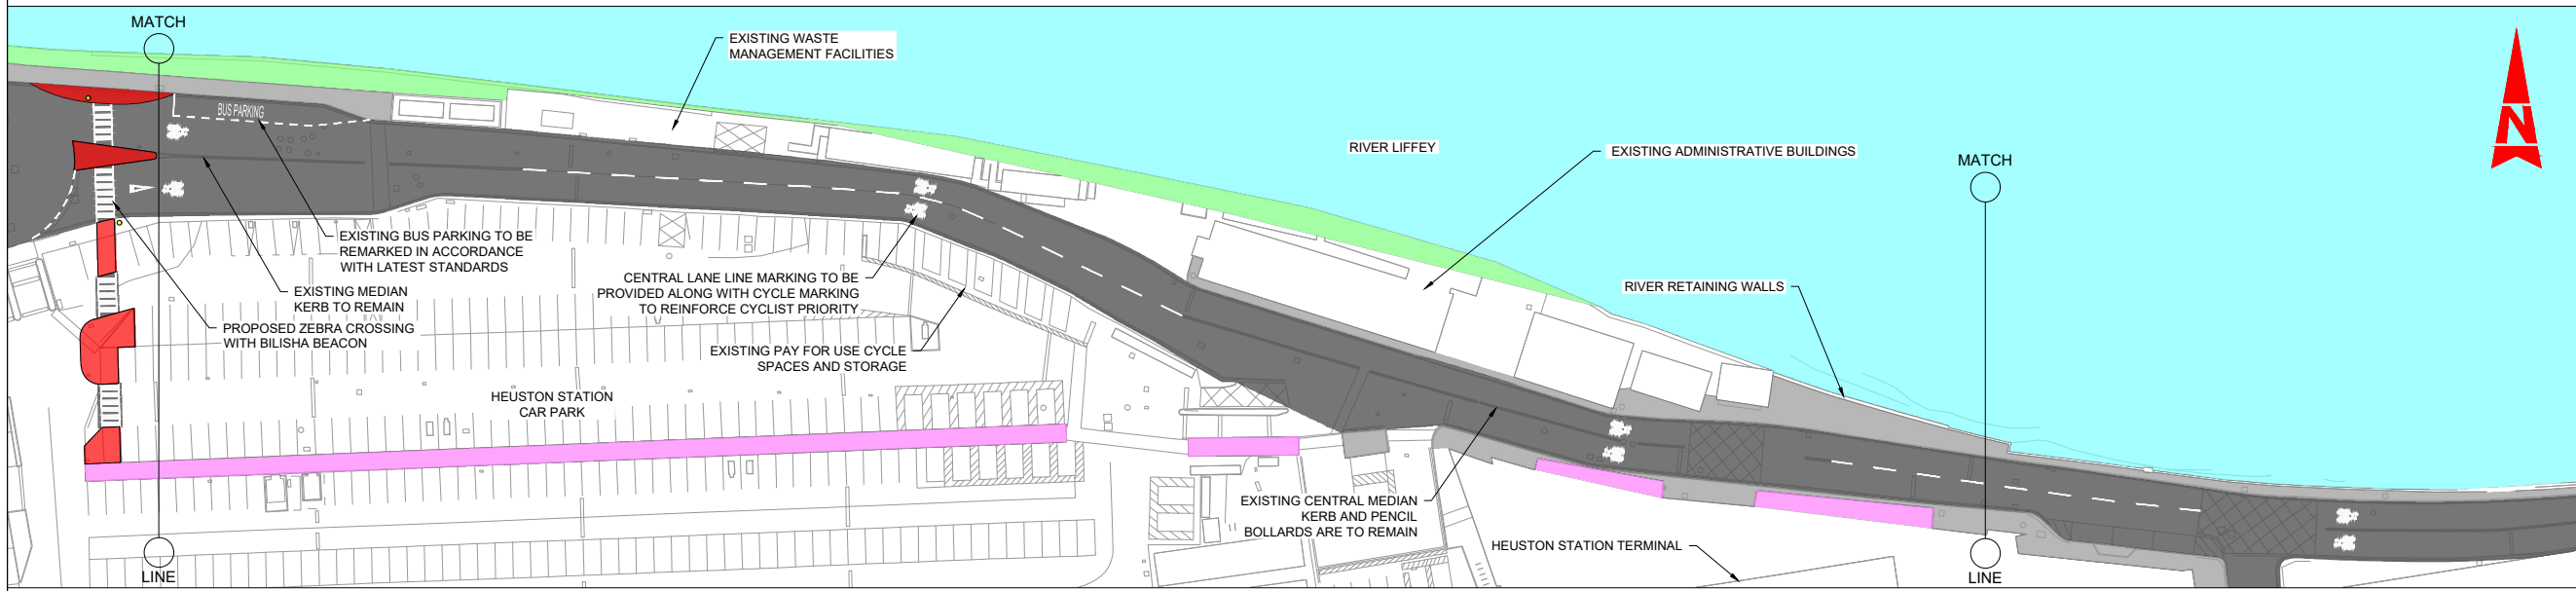 MATCH
EXISTING WASTE
MANAGEMENT FACILITIES
BUS PARKING
RIVER LIFFEY
EXISTING ADMINISTRATIVE BUILDINGS
MATCH
N
EXISTING BUS PARKING TO BE
REMARKED IN ACCORDANCE
WITH LATEST STANDARDS
EXISTING MEDIAN
KERB TO REMAIN
PROPOSED ZEBRA CROSSING
WITH BILISHA BEACON
CENTRAL LANE LINE MARKING TO BE
PROVIDED ALONG WITH CYCLE MARKING
TO REINFORCE CYCLIST PRIORITY
RIVER RETAINING WALLS
EXISTING PAY FOR USE CYCLE
SPACES AND STORAGE
HEUSTON STATION
CAR PARK
EXISTING CENTRAL MEDIAN
KERB AND PENCIL
BOLLARDS ARE TO REMAIN
HEUSTON STATION TERMINAL
LINE
LINE